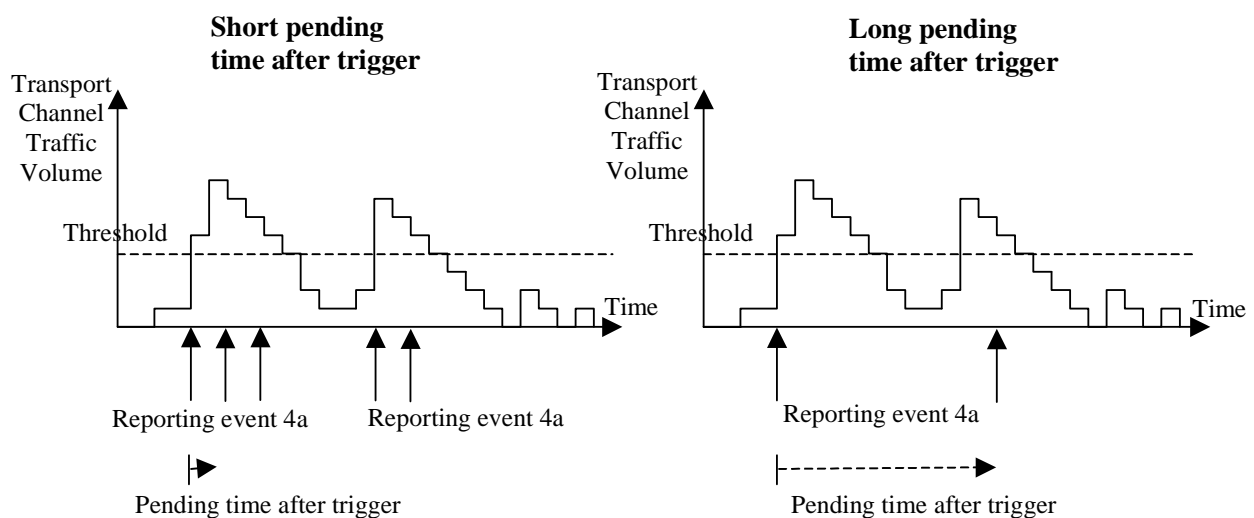 Short pending
time after trigger
Transport
Channel
Traffic
Volume
Threshold
Time
Reporting event 4a
Reporting event 4a
Pending time after trigger
Long pending
time after trigger
Transport
Channel
Traffic
Volume
Threshold
Time
Reporting event 4a
Pending time after trigger